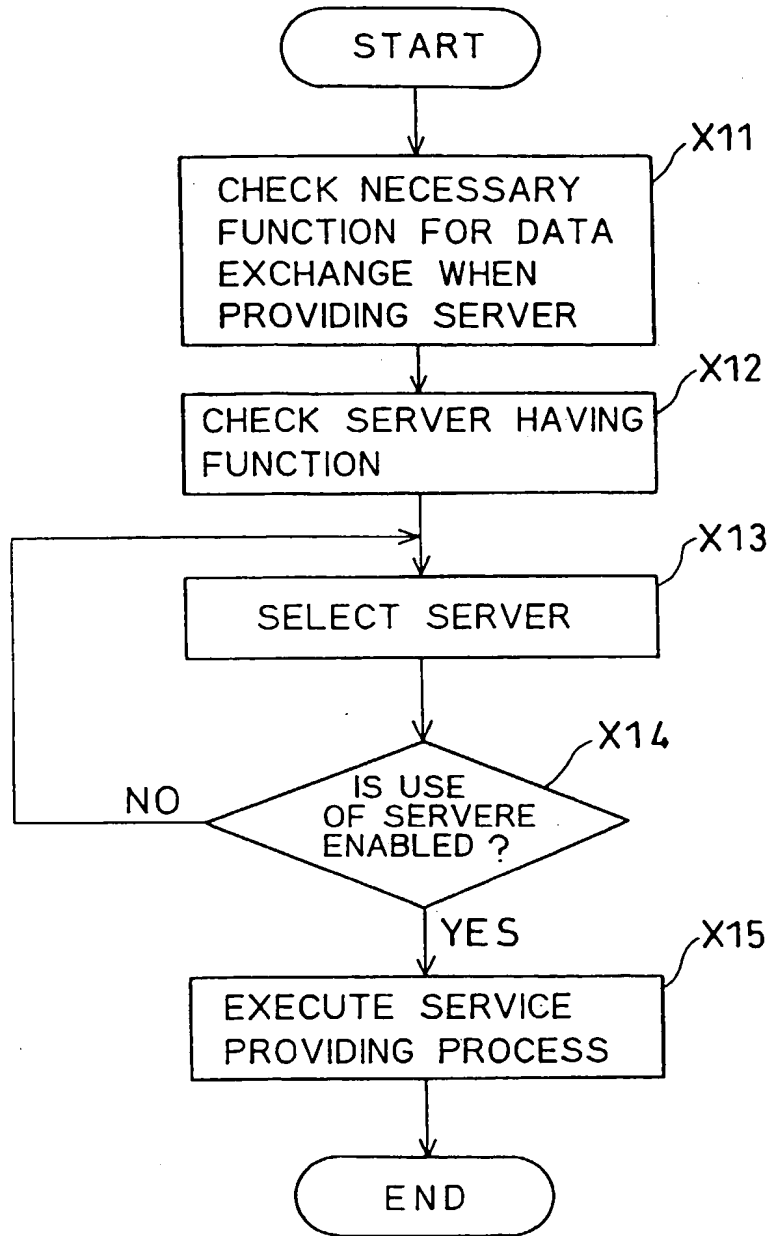 START
X11
CHECK NECESSARY
FUNCTION FOR DATA
EXCHANGE WHEN
PROVIDING SERVER
X12
CHECK SERVER HAVING
FUNCTION
X13
SELECT SERVER
X14
IS USE
OF SERVERE
ENABLED ?
NO
YES
X15
EXECUTE SERVICE
PROVIDING PROCESS
END